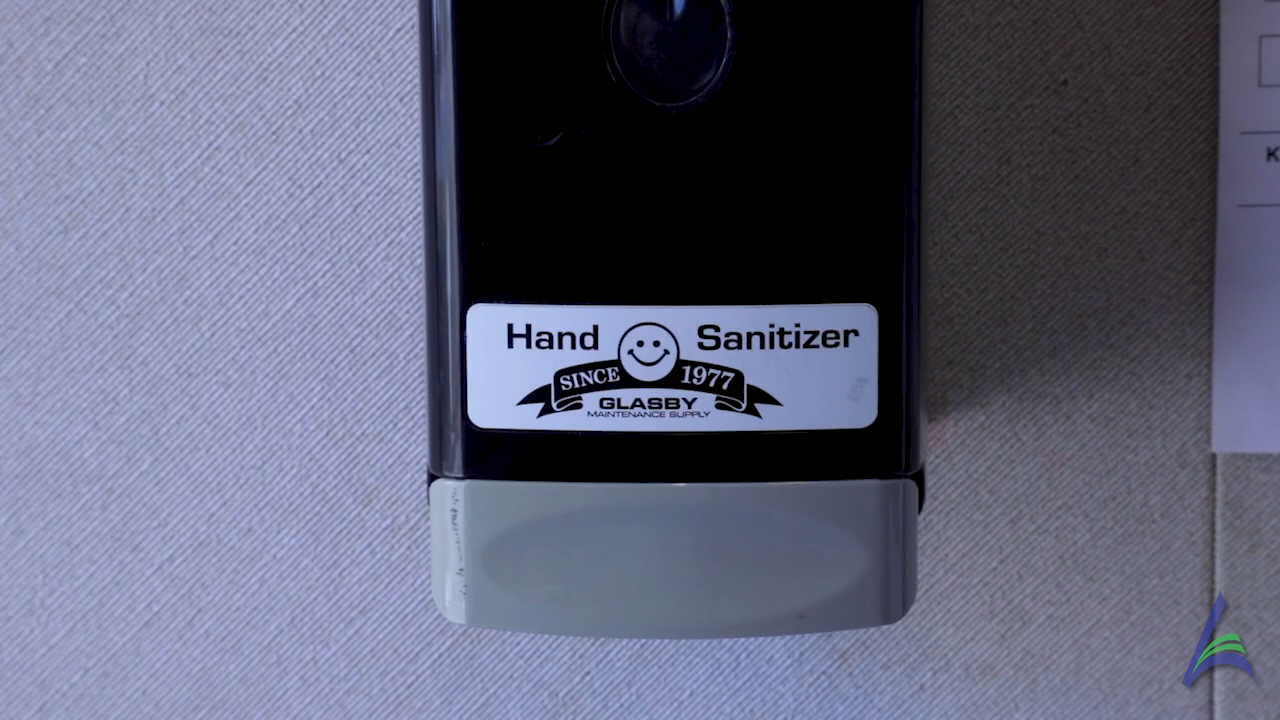 Hand Sanitizer
SINCE 1977
GLASBY
MAINTENANCE SUPPLY
K